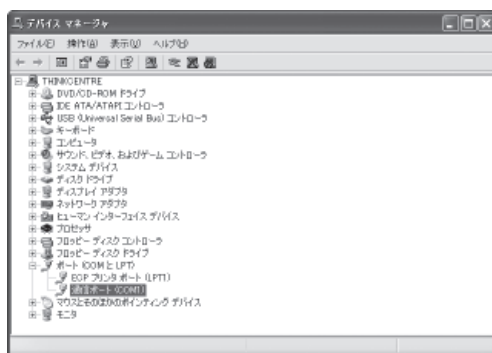 デバイス マネージャ
ファイル(F) 操作(A) 表示(V) ヘルプ(H)
THINKCENTRE
DVD/CD-ROM ドライブ
IDE ATA/ATAPI コントローラ
USB (Universal Serial Bus) コントローラ
キーボード
コンピュータ
サウンド、ビデオ、およびゲーム コントローラ
システム デバイス
ディスク ドライブ
ディスプレイ アダプタ
ネットワーク アダプタ
ヒューマン インターフェイス デバイス
プロセッサ
フロッピー ディスク コントローラ
フロッピー ディスク ドライブ
ポート (COM と LPT)
ECP プリンタ ポート (LPT1)
通信ポート (COM1)
マウスとそのほかのポインティング デバイス
モニタ